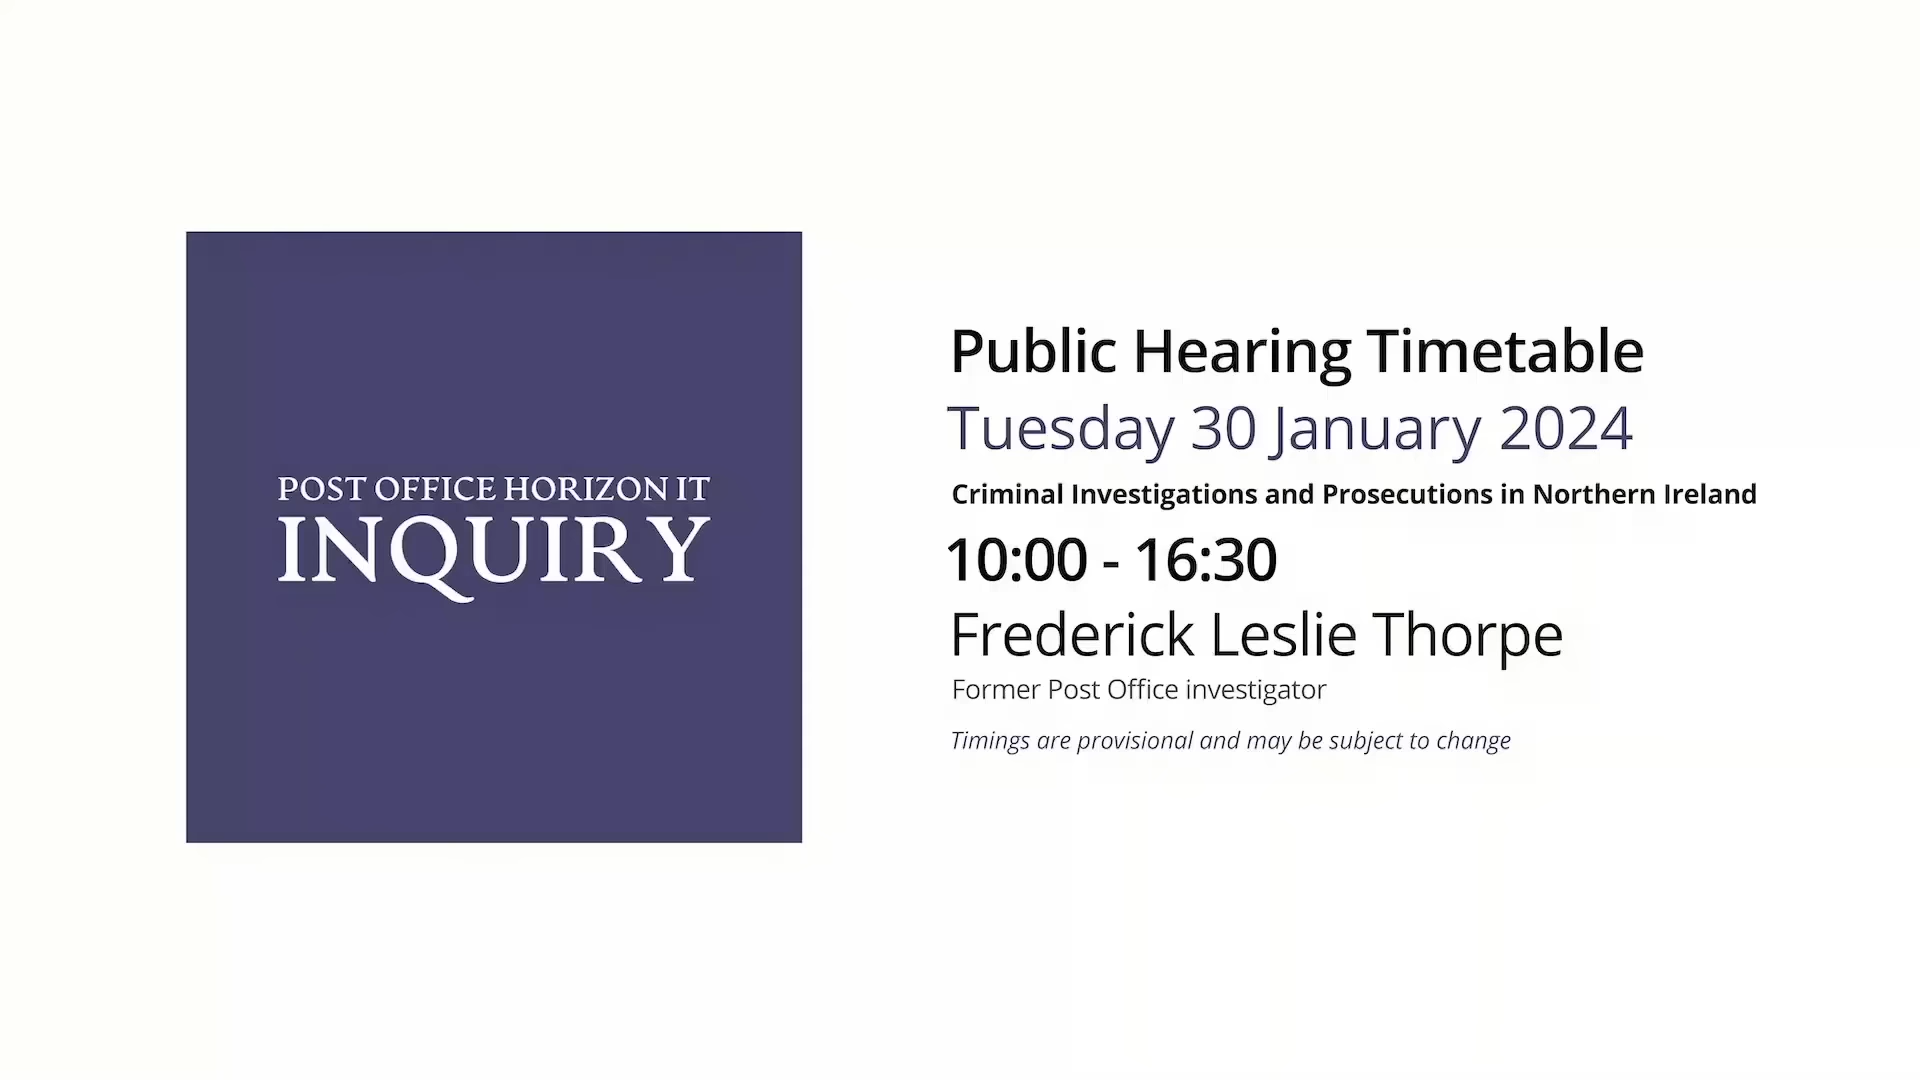 POST OFFICE HORIZON IT
INQUIRY
Public Hearing Timetable
Tuesday 30 January 2024
Criminal Investigations and Prosecutions in Northern Ireland
10:00 - 16:30
Frederick Leslie Thorpe
Former Post Office investigator
Timings are provisional and may be subject to change